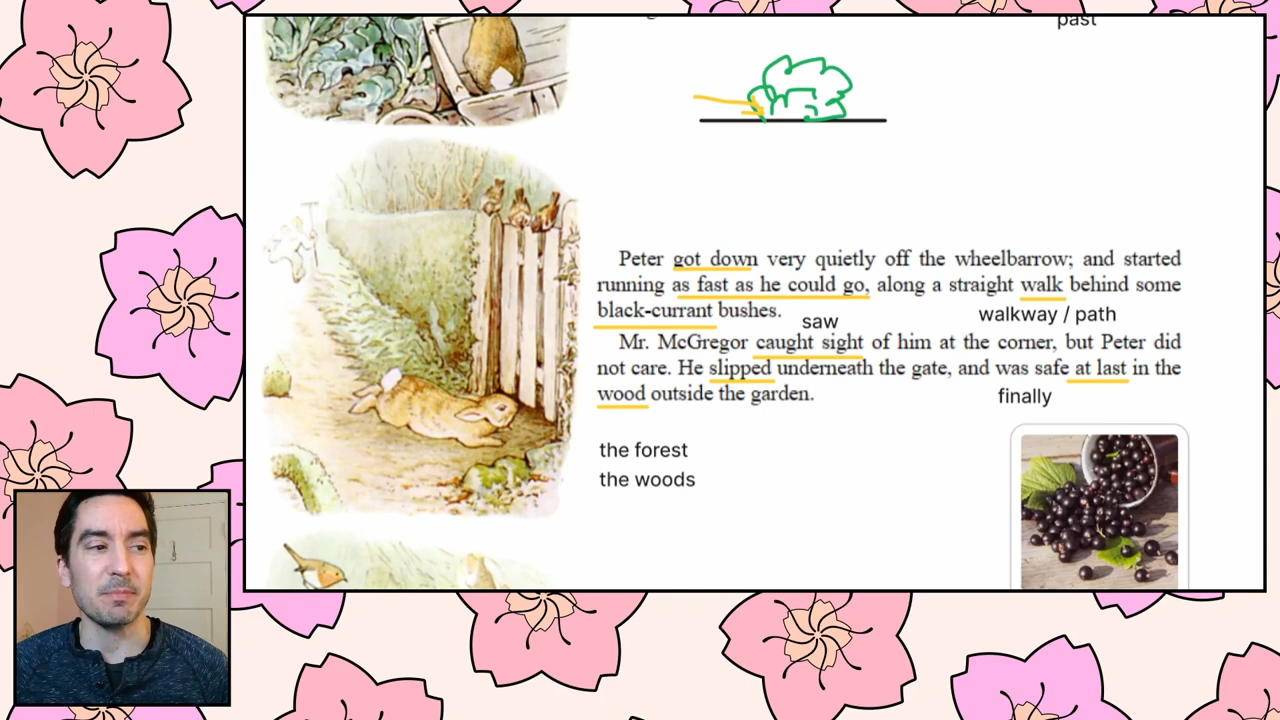 past
Peter got down very quietly off the wheelbarrow; and started
running as fast as he could go, along a straight walk behind some
black-currant bushes.
saw
walkway / path
Mr. McGregor caught sight of him at the corner, but Peter did
not care. He slipped underneath the gate, and was safe at last in the
wood outside the garden.
finally
the forest
the woods